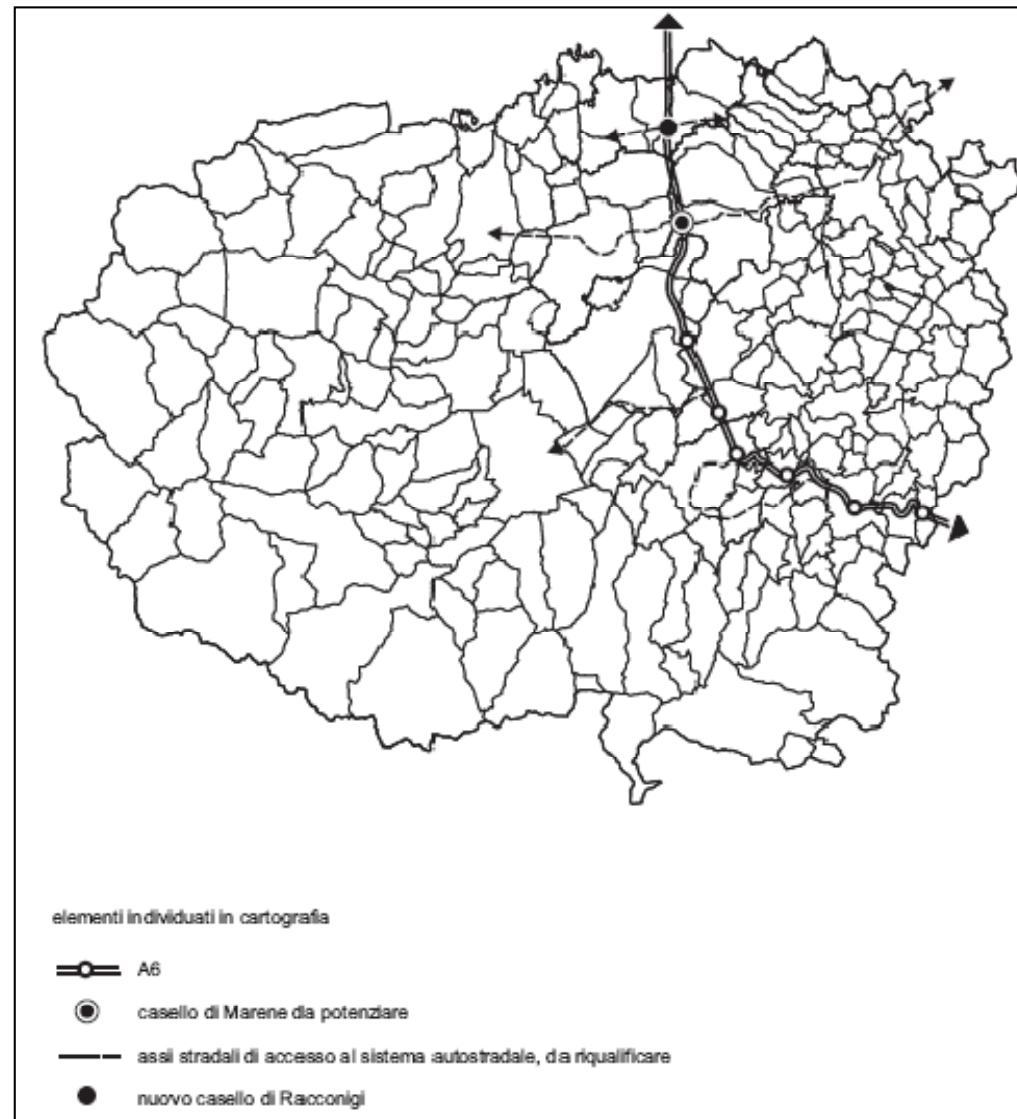 elementi individuati in cartografia
A6
casello di Marene da potenziare
assi stradali di accesso al sistema autostradale, da riqualificare
nuovo casello di Racconigi